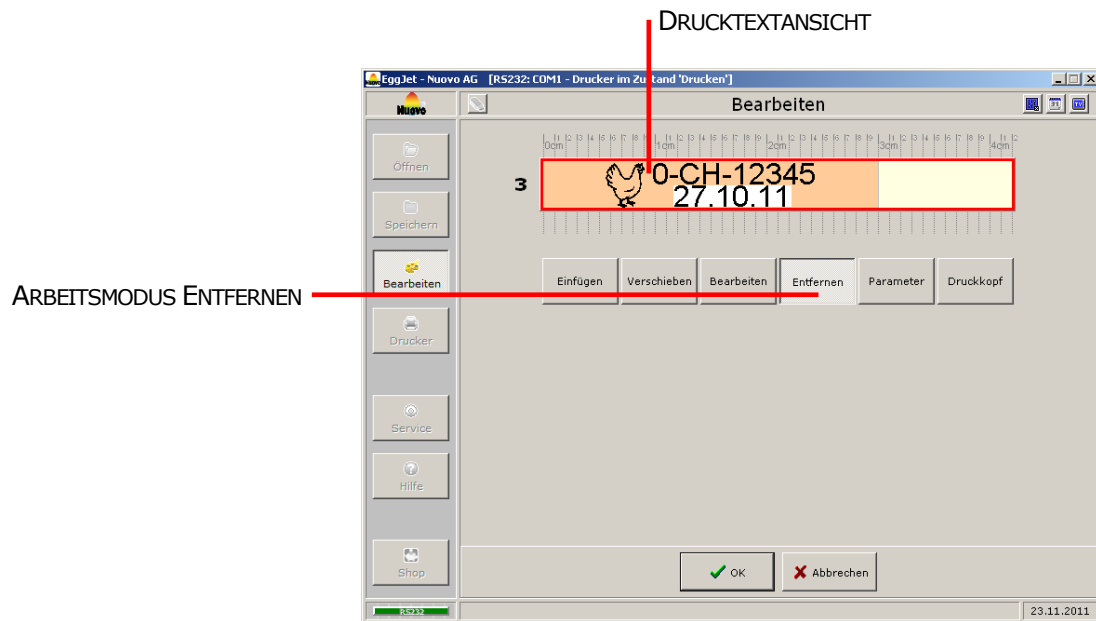 DRUCKTEXTANSICHT
EggJet - Nuovo AG [RS232: COM1 - Drucker im Zustand 'Drucken']
Nuovo
Bearbeiten
Öffnen
0cm 1cm 2cm 3cm 4cm
3
0-CH-12345
27.10.11
Speichern
Bearbeiten
Einfügen Verschieben Bearbeiten Entfernen Parameter Druckkopf
ARBEITSMODUS ENTFERNEN
Drucker
Service
Hilfe
Shop
OK Abbrechen
RS232
23.11.2011